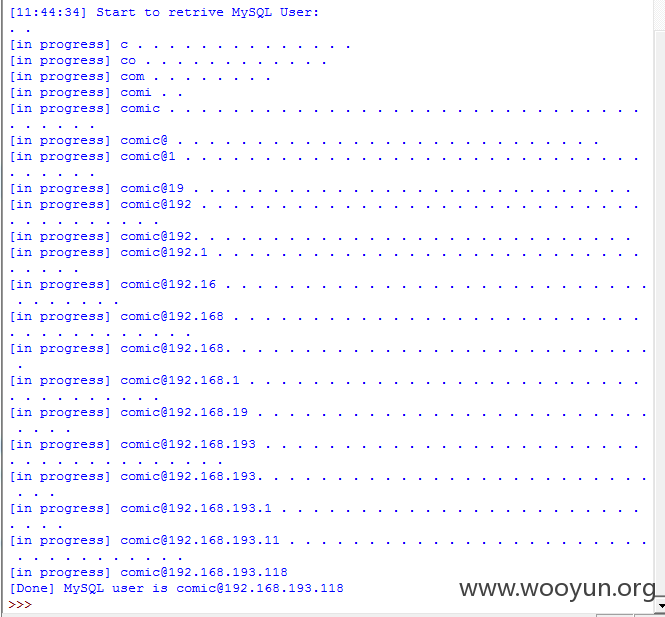 [11:44:34] Start to retrive MySQL User:
. .
[in progress] c . . . . . . . . . . . . . . .
[in progress] co . . . . . . . . . . . . .
[in progress] com . . . . . . . .
[in progress] comi . .
[in progress] comic . . . . . . . . . . . . . . . . . . . . . . . . . . . . . .
. . . . . .
[in progress] comic@ . . . . . . . . . . . . . . . . . . . . . . . . . . .
[in progress] comic@1 . . . . . . . . . . . . . . . . . . . . . . . . . . . . .
. . . . . .
[in progress] comic@19 . . . . . . . . . . . . . . . . . . . . . . . . . . . .
[in progress] comic@192 . . . . . . . . . . . . . . . . . . . . . . . . . . . .
. . . . . . . . . .
[in progress] comic@192. . . . . . . . . . . . . . . . . . . . . . . . . . . .
[in progress] comic@192.1 . . . . . . . . . . . . . . . . . . . . . . . . . . .
. . . . .
[in progress] comic@192.16 . . . . . . . . . . . . . . . . . . . . . . . . . . .
. . . . . . .
[in progress] comic@192.168 . . . . . . . . . . . . . . . . . . . . . . . . . .
. . . . . . . . . . . .
[in progress] comic@192.168. . . . . . . . . . . . . . . . . . . . . . . . . . .
.
[in progress] comic@192.168.1 . . . . . . . . . . . . . . . . . . . . . . . . .
. . . . . . . . . .
[in progress] comic@192.168.19 . . . . . . . . . . . . . . . . . . . . . . . . .
. . . .
[in progress] comic@192.168.193 . . . . . . . . . . . . . . . . . . . . . . . .
. . . . . . . . . . . . . .
[in progress] comic@192.168.193. . . . . . . . . . . . . . . . . . . . . . . . .
. . .
[in progress] comic@192.168.193.1 . . . . . . . . . . . . . . . . . . . . . . .
. . . .
[in progress] comic@192.168.193.11 . . . . . . . . . . . . . . . . . . . . . . .
. . . . . . . . . . .
[in progress] comic@192.168.193.118
[Done] MySQL user is comic@192.168.193.118
>>>
www.wooyun.org